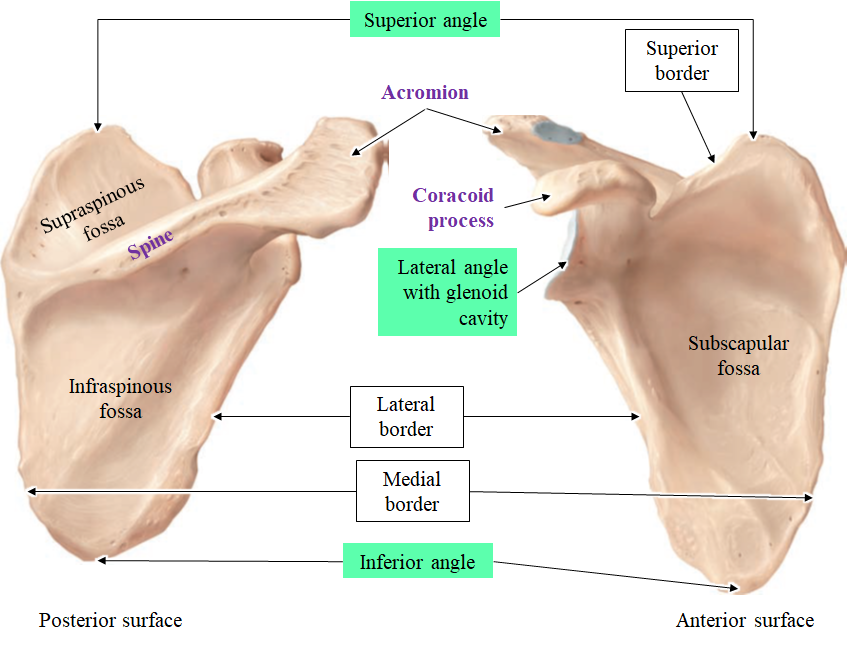 Superior angle
Superior
border
Acromion
Supraspinous
fossa
Spine
Coracoid
process
Lateral angle
with glenoid
cavity
Subscapular
fossa
Infraspinous
fossa
Lateral
border
Medial
border
Inferior angle
Posterior surface
Anterior surface